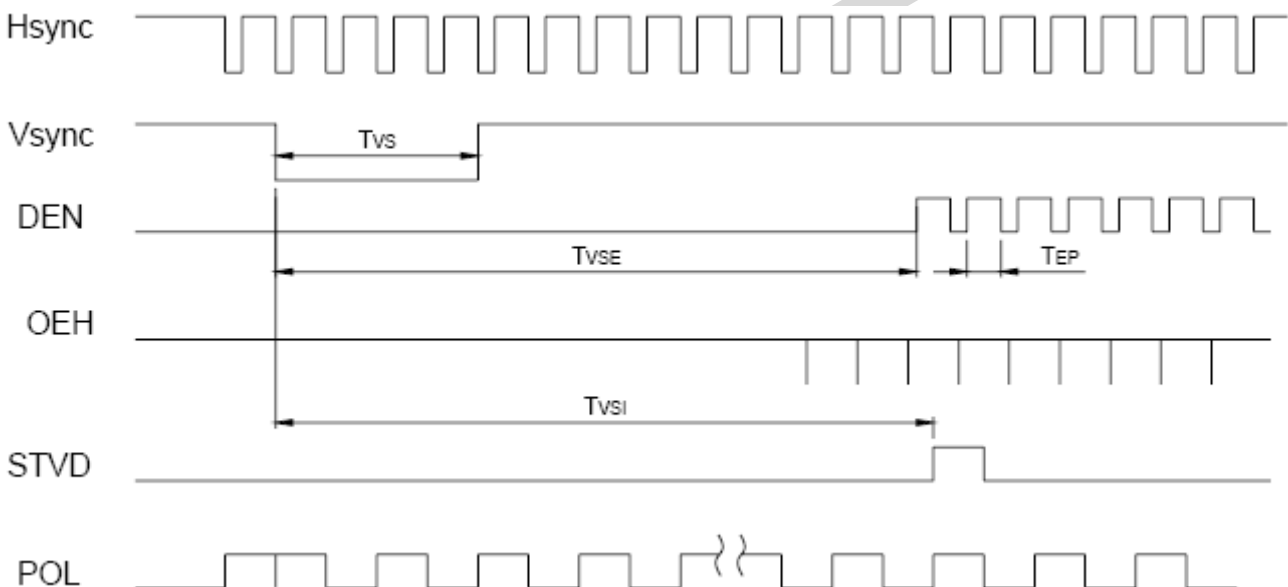 Hsync
Vsync
TVS
DEN
TVSE
TEP
OEH
TVSI
STVD
POL